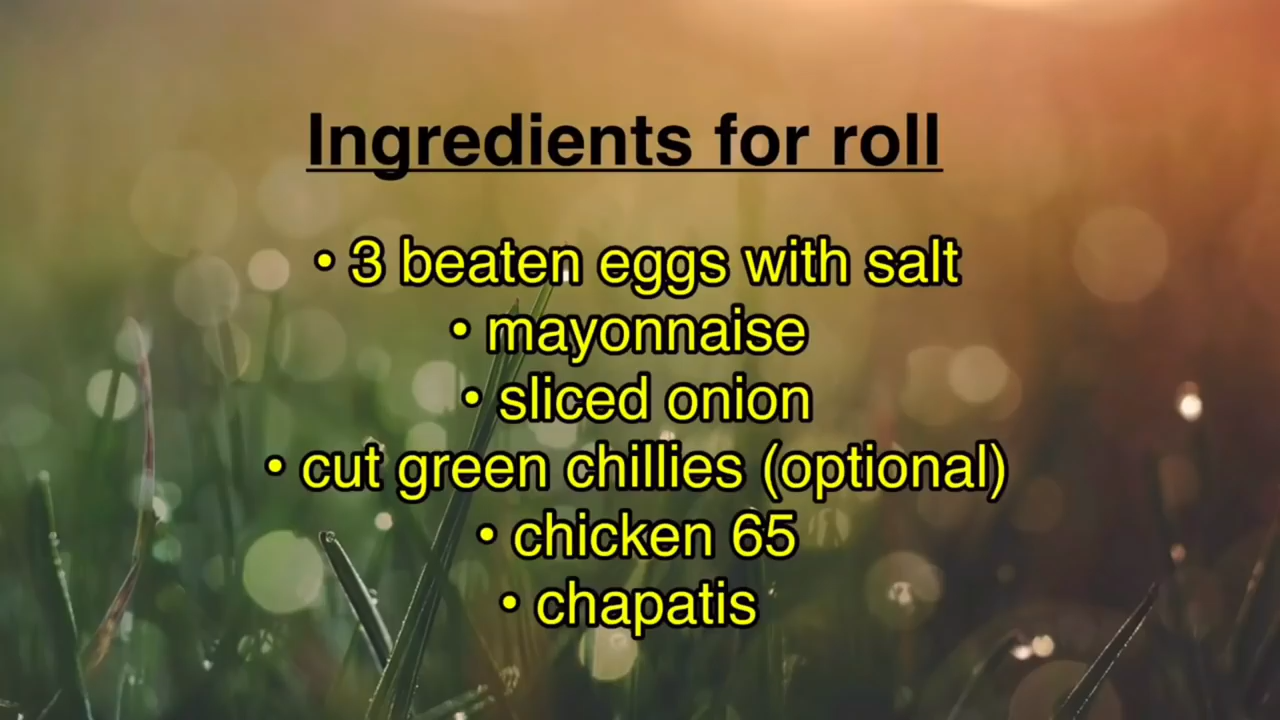 Ingredients for roll
• 3 beaten eggs with salt
• mayonnaise
• sliced onion
• cut green chillies (optional)
• chicken 65
• chapatis